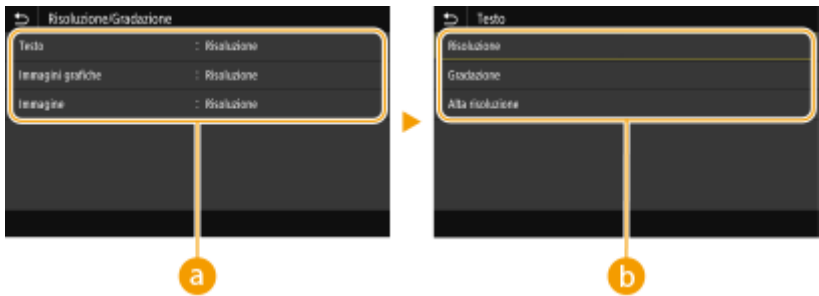 Risoluzione/Gradazione
Testo : Risoluzione
Immagini grafiche : Risoluzione
Immagine : Risoluzione
a
Testo
Risoluzione
Gradazione
Alta risoluzione
b